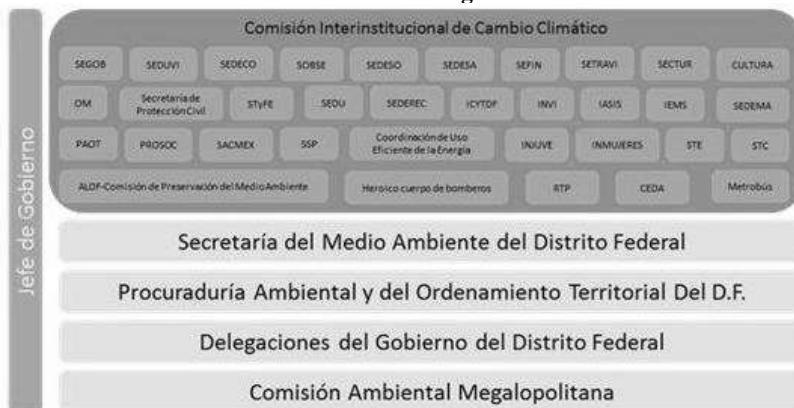 Jefe de Gobierno
Comisión Interinstitucional de Cambio Climático
SEGOB SEDUVI SEDECO SOBSE SEDESO SEDESA SEFIN SETRAVI SECTUR CULTURA
OM Secretaría de Protección Civil STyFE SEDU SEDEREC ICYTDF INVI IASIS IEMS SEDEMA
PAOT PROSOC SACMEX SSP Coordinación de Uso Eficiente de la Energía INJUVE INMUJERES STE STC
ALDF-Comisión de Preservación del Medio Ambiente Heroico cuerpo de bomberos RTP CEDA Metrobús
Secretaría del Medio Ambiente del Distrito Federal
Procuraduría Ambiental y del Ordenamiento Territorial Del D.F.
Delegaciones del Gobierno del Distrito Federal
Comisión Ambiental Megalopolitana